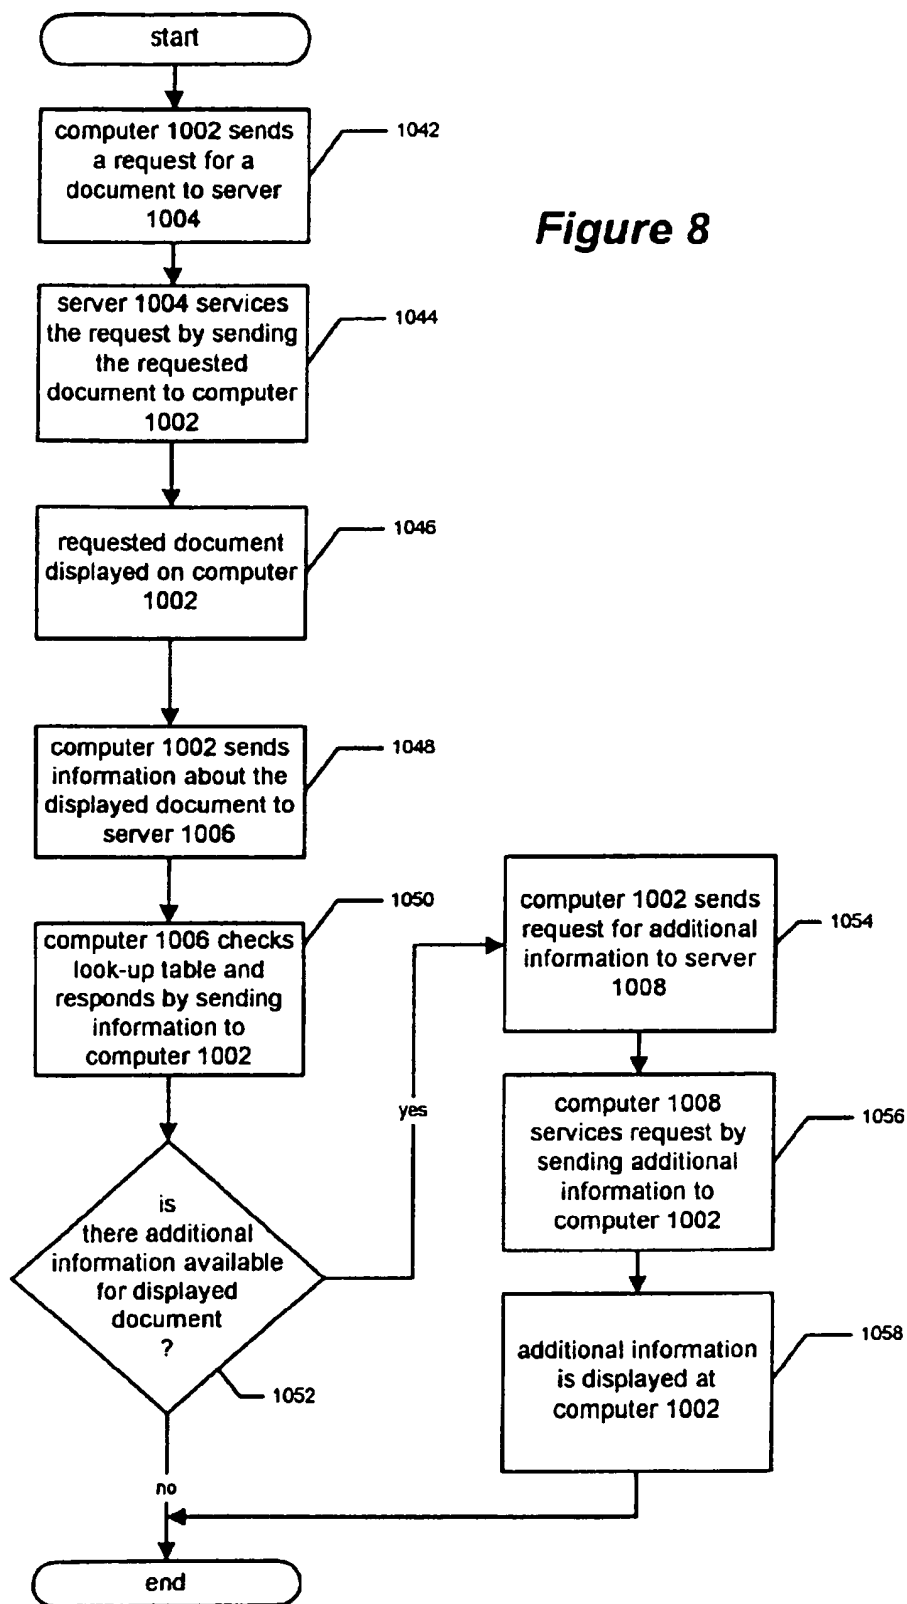 start
computer 1002 sends
a request for a
document to server
1004
1042
Figure 8
server 1004 services
the request by sending
the requested
document to computer
1002
1044
requested document
displayed on computer
1002
1046
computer 1002 sends
information about the
displayed document to
server 1006
1048
computer 1006 checks
look-up table and
responds by sending
information to
computer 1002
1050
is
there additional
information available
for displayed
document
?
1052
yes
no
computer 1002 sends
request for additional
information to server
1008
1054
computer 1008
services request by
sending additional
information to
computer 1002
1056
additional information
is displayed at
computer 1002
1058
end